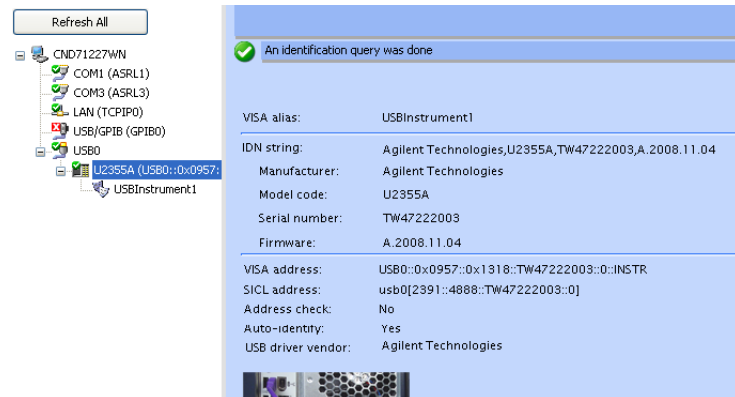 Refresh All
CND71227WN
COM1 (ASRL1)
COM3 (ASRL3)
LAN (TCPIP0)
USB/GPIB (GPIB0)
USB0
U2355A (USB0::0x0957:
USBInstrument1
An identification query was done
VISA alias: USBInstrument1
IDN string: Agilent Technologies,U2355A,TW47222003,A.2008.11.04
Manufacturer: Agilent Technologies
Model code: U2355A
Serial number: TW47222003
Firmware: A.2008.11.04
VISA address: USB0::0x0957::0x1318::TW47222003::0::INSTR
SICL address: usb0[2391::4888::TW47222003::0]
Address check: No
Auto-identify: Yes
USB driver vendor: Agilent Technologies